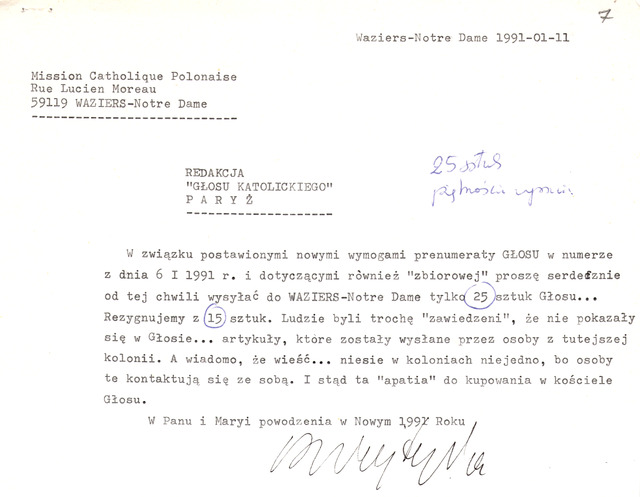 7
Waziers-Notre Dame 1991-01-11
Mission Catholique Polonaise
Rue Lucien Moreau
59119 WAZIERS-Notre Dame
REDAKCJA
"GŁOSU KATOLICKIEGO"
P A R Y Ż
25 sztuk
W związku postawionymi nowymi wymogami prenumeraty GŁOSU w numerze
z dnia 6 I 1991 r. i dotyczącymi również "zbiorowej" proszę serdecznie
od tej chwili wysyłać do WAZIERS-Notre Dame tylko 25 sztuk Głosu...
Rezygnujemy z 15 sztuk. Ludzie byli trochę "zawiedzeni", że nie pokazały
się w Głosie... artykuły, które zostały wysłane przez osoby z tutejszej
kolonii. A wiadomo, że wieść... niesie w koloniach niejedno, bo osoby
te kontaktują się ze sobą. I stąd ta "apatia" do kupowania w kościele
Głosu.
W Panu i Maryi powodzenia w Nowym 1991 Roku